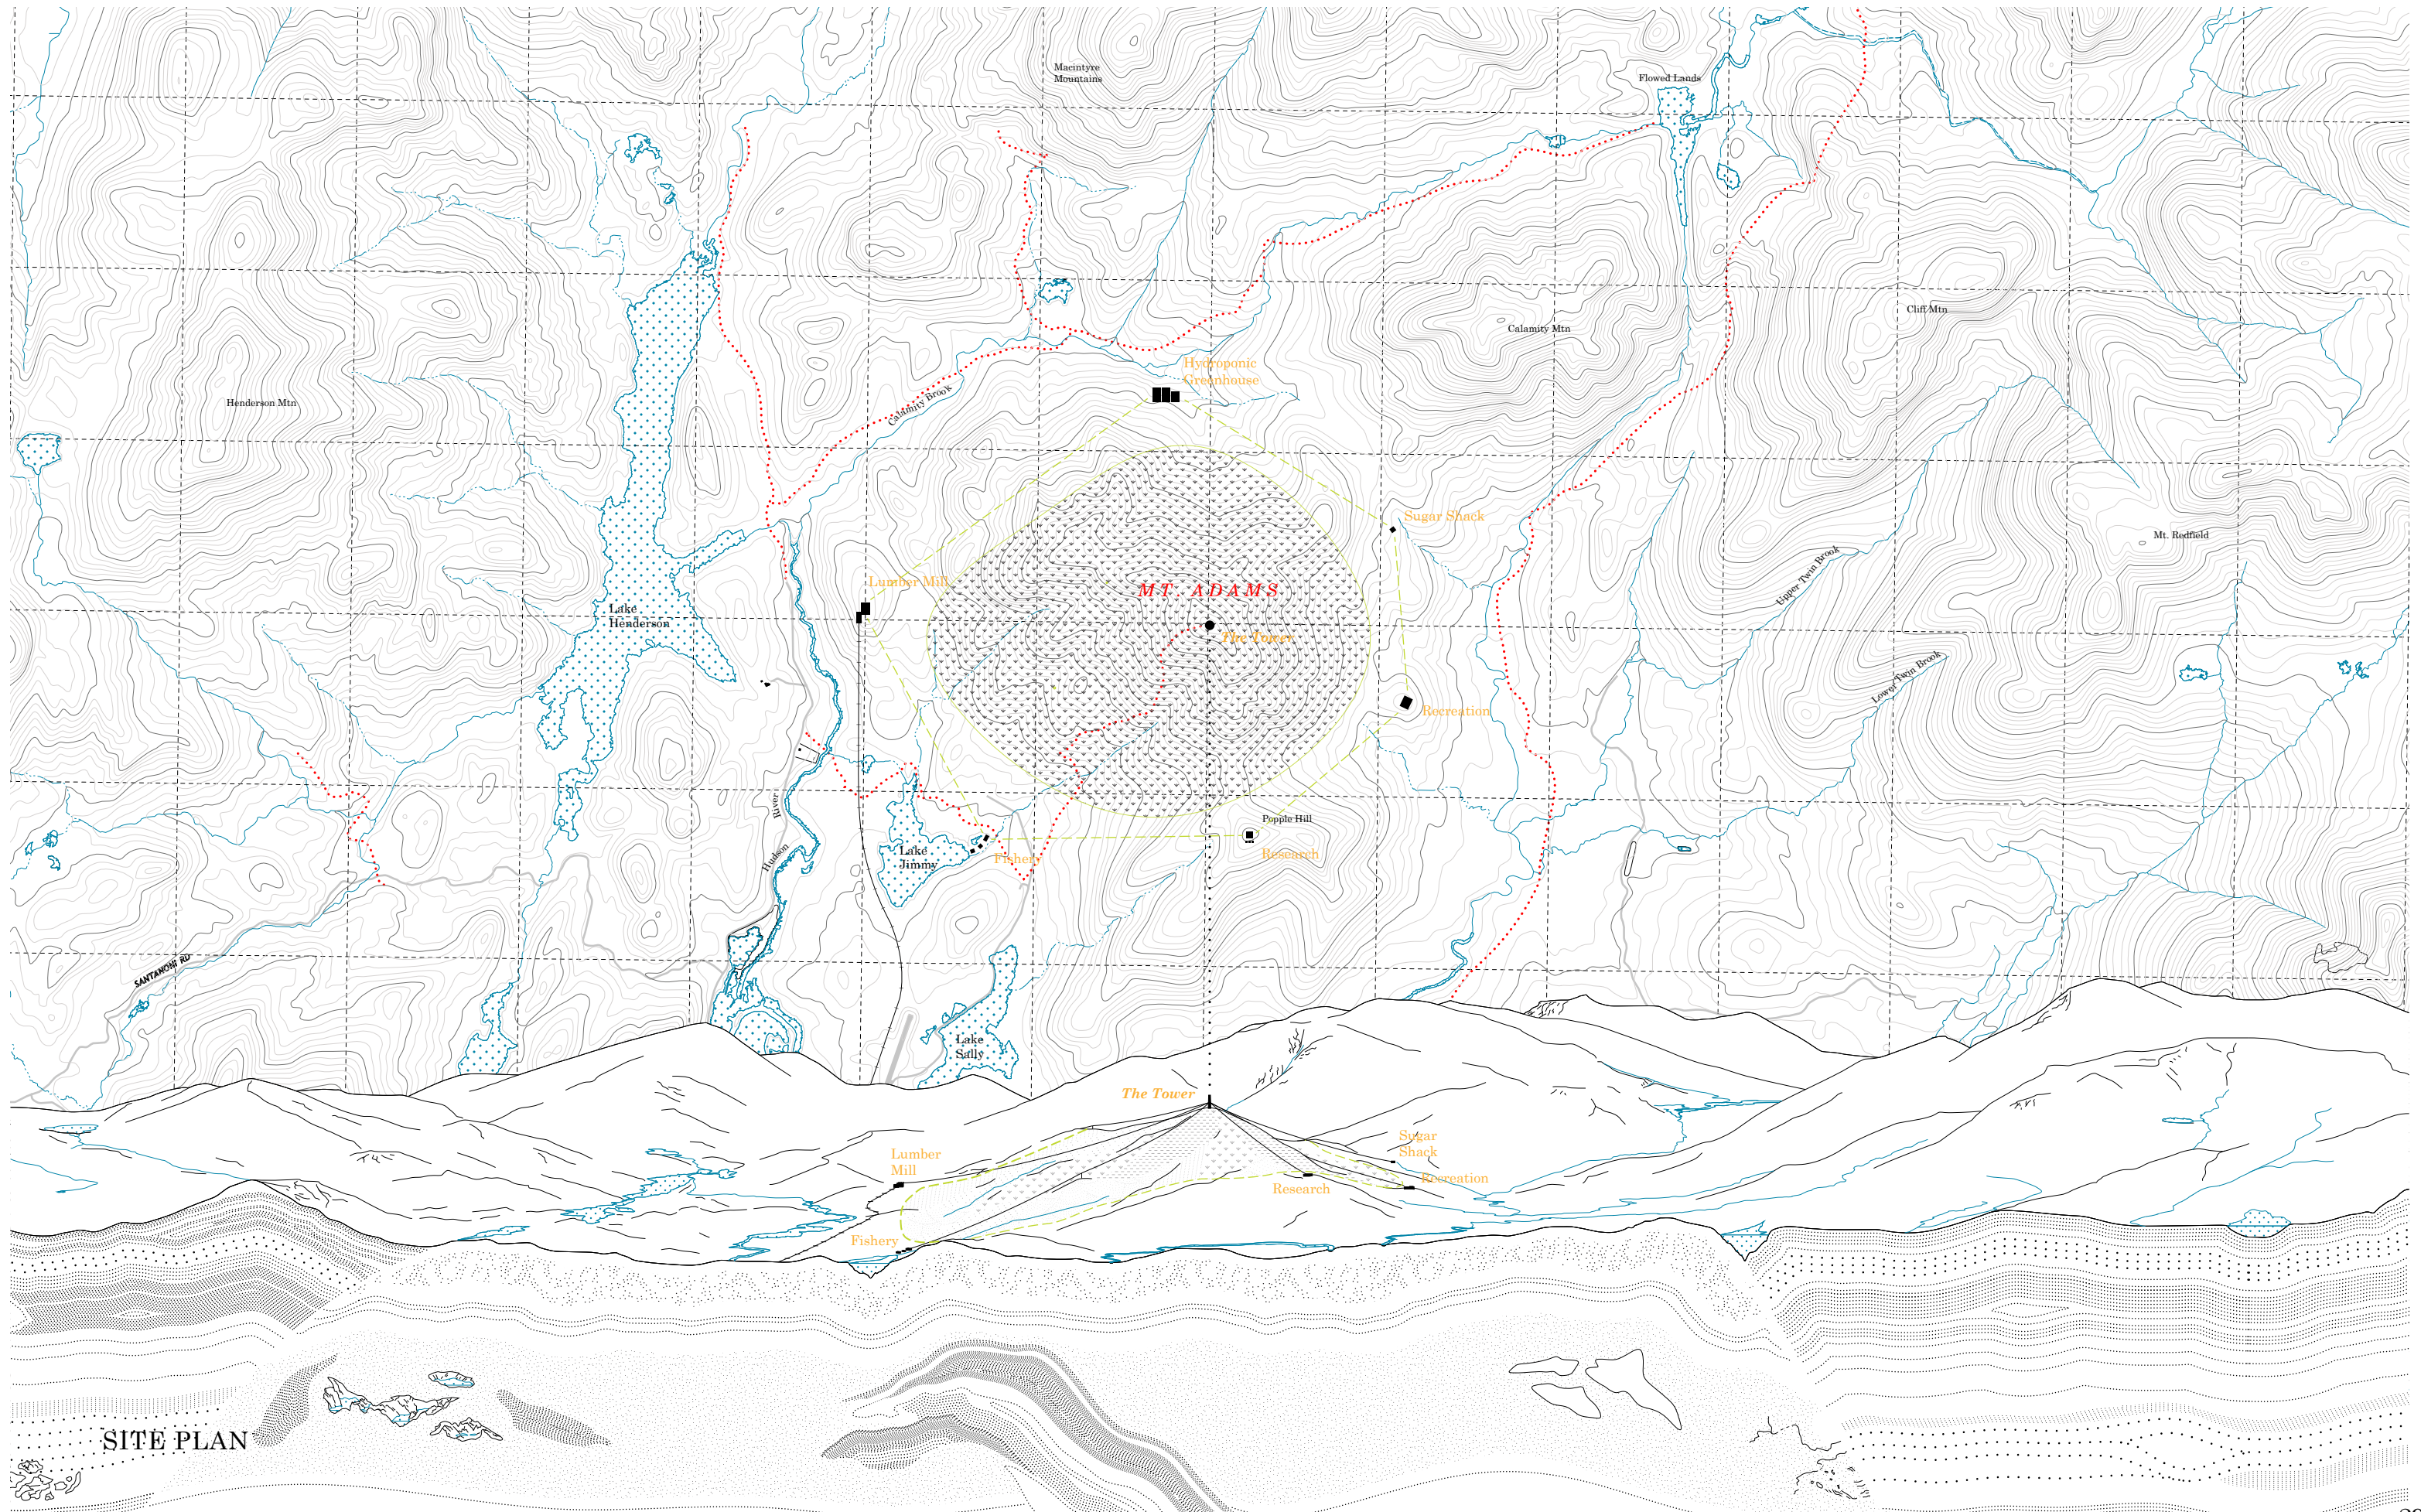 Macintyre
Mountains
Flowed Lands
Cliff Mtn
Calamity Mtn
Hydroponic
Greenhouse
Henderson Mtn
Calamity Brook
Sugar Shack
Mt. Redfield
Upper Twin Brook
Lumber Mill
MT. ADAMS
Lake
Henderson
The Tower
Lower Twin Brook
Recreation
River
Hudson
Popple Hill
Lake
Jimmy
Fishery
Research
SANTANONI RD
Lake
Sally
The Tower
Sugar
Shack
Lumber
Mill
Recreation
Research
Fishery
SITE PLAN